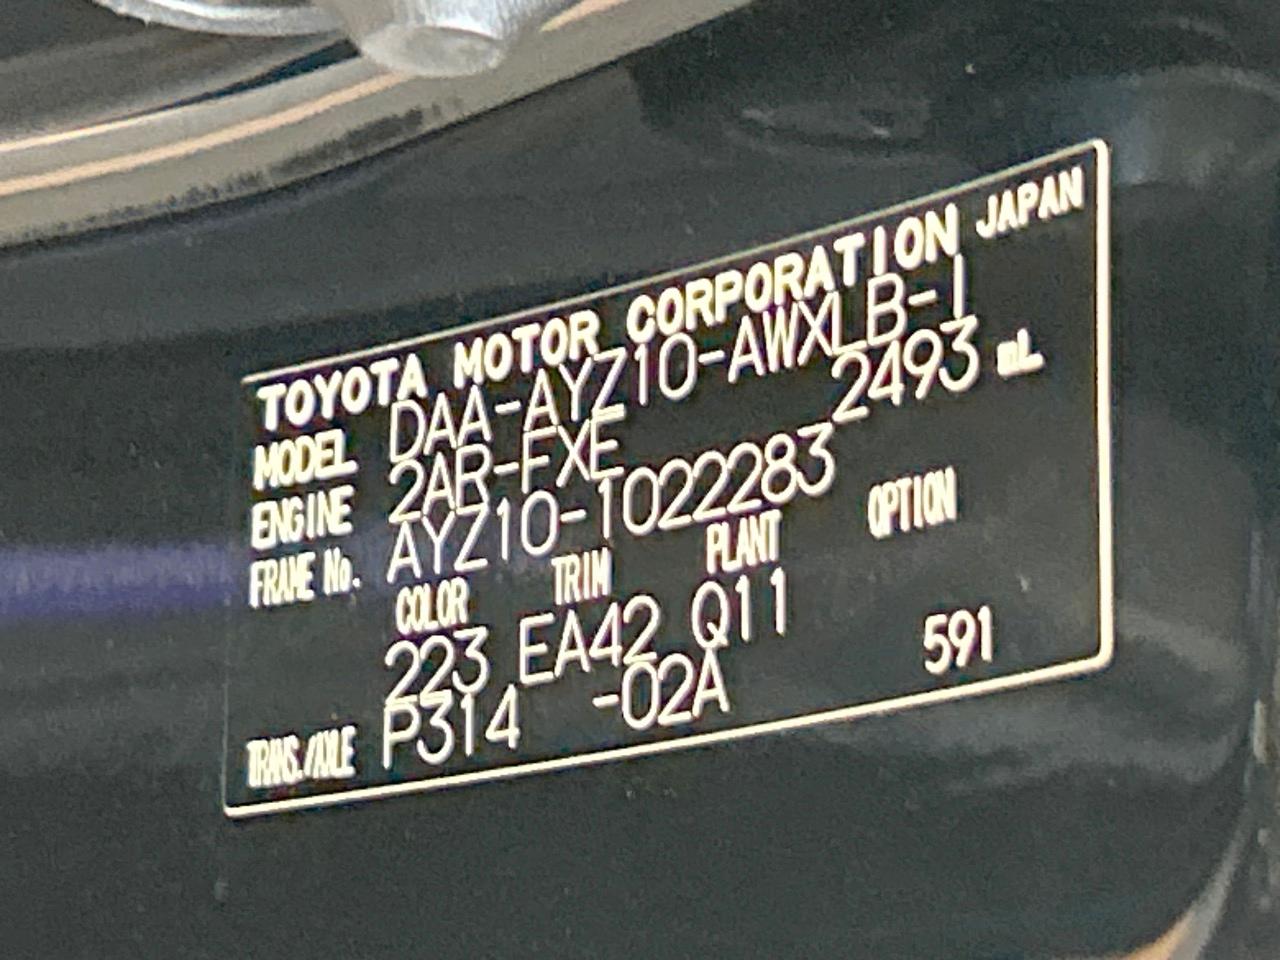 TOYOTA MOTOR CORPORATION JAPAN
MODEL DAA-AYZ10-AWXLB-1
ENGINE 2AR-FXE 2493 mL
FRAME No. AYZ10-1022283
COLOR TRIM PLANT OPTION
223 EA42 Q11
TRANS./AXLE P314 -02A 591